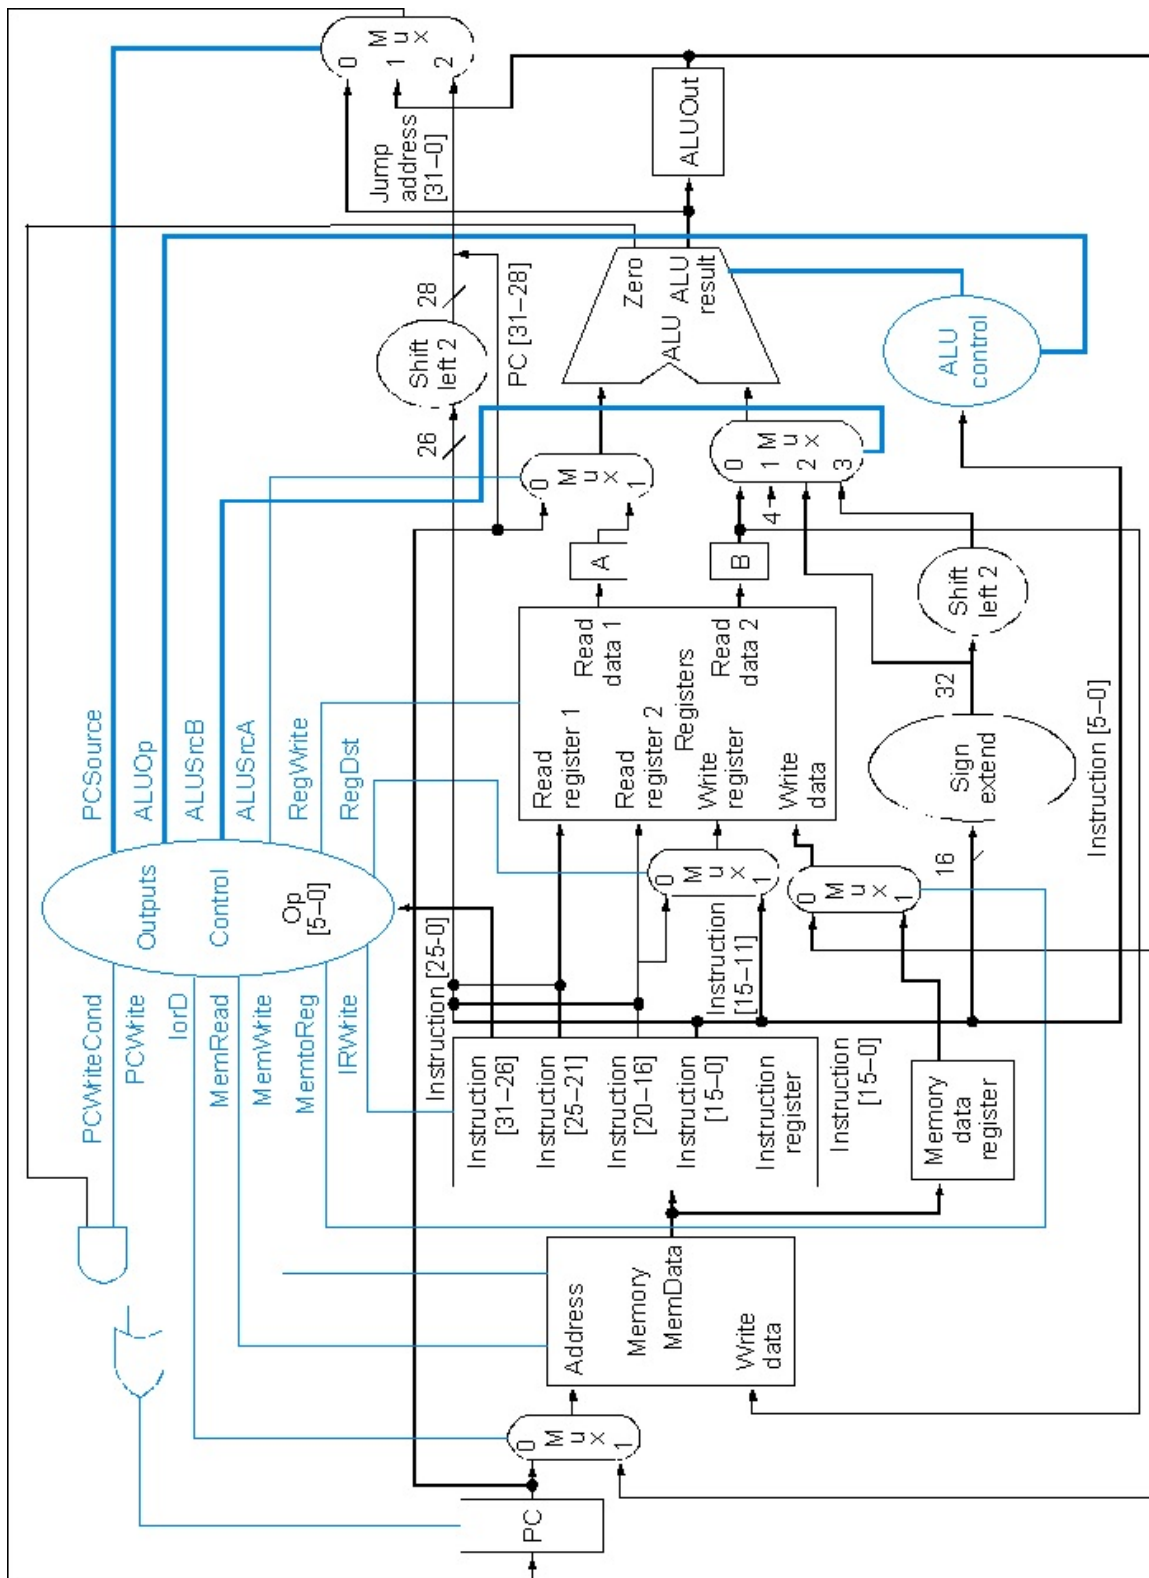 PCWriteCond
PCWrite
IorD
MemRead
MemWrite
MemtoReg
IRWrite
Outputs
Control
Op
[5–0]
PCSource
ALUOp
ALUSrcB
ALUSrcA
RegWrite
RegDst
PC
0
M
u
x
1
Address
Memory
MemData
Write
data
Instruction [25-0]
Instruction
[31–26]
Instruction
[25–21]
Instruction
[20–16]
Instruction
[15–0]
Instruction
register
Instruction
[15–0]
Memory
data
register
Instruction
[15–11]
0
M
u
x
1
0
M
u
x
1
16
Sign
extend
32
Instruction [5–0]
Read
register 1
Read
register 2
Registers
Write
register
Write
data
Read
data 1
Read
data 2
A
B
4
Shift
left 2
0
M
u
x
1
0
1 M
u
2 x
3
26
Shift
left 2
28
PC [31–28]
Jump
address
[31–0]
Zero
ALU ALU
result
ALU
control
ALUOut
M
0 u
1 x
2